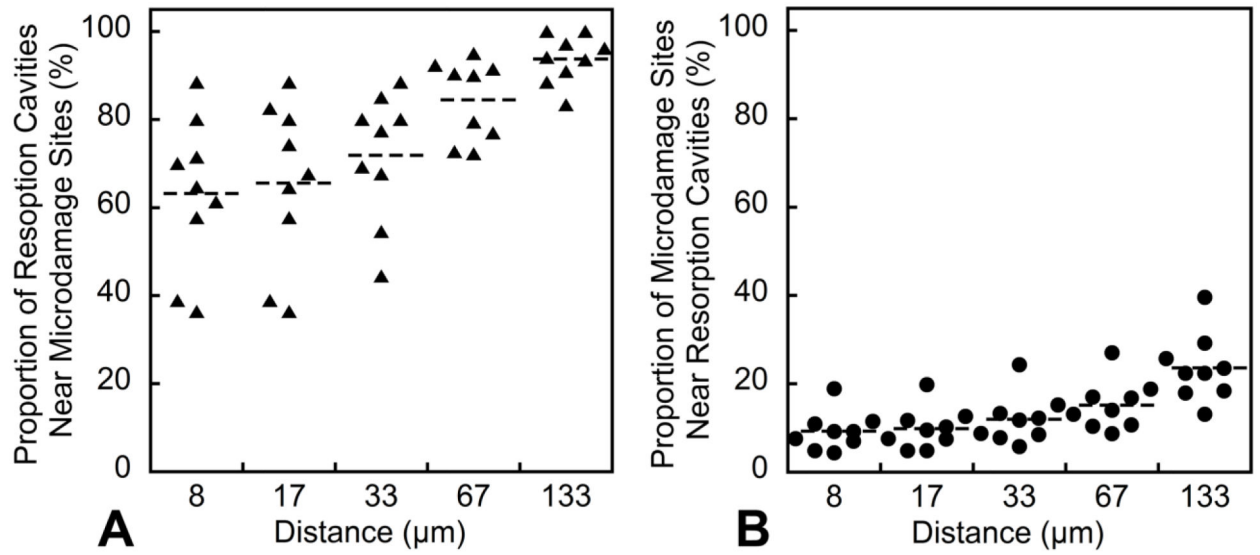 Proportion of Resoption Cavities
Near Microdamage Sites (%)
100
80
60
40
20
0
8 17 33 67 133
Distance (µm)
A
Proportion of Microdamage Sites
Near Resorption Cavities (%)
100
80
60
40
20
0
8 17 33 67 133
Distance (µm)
B